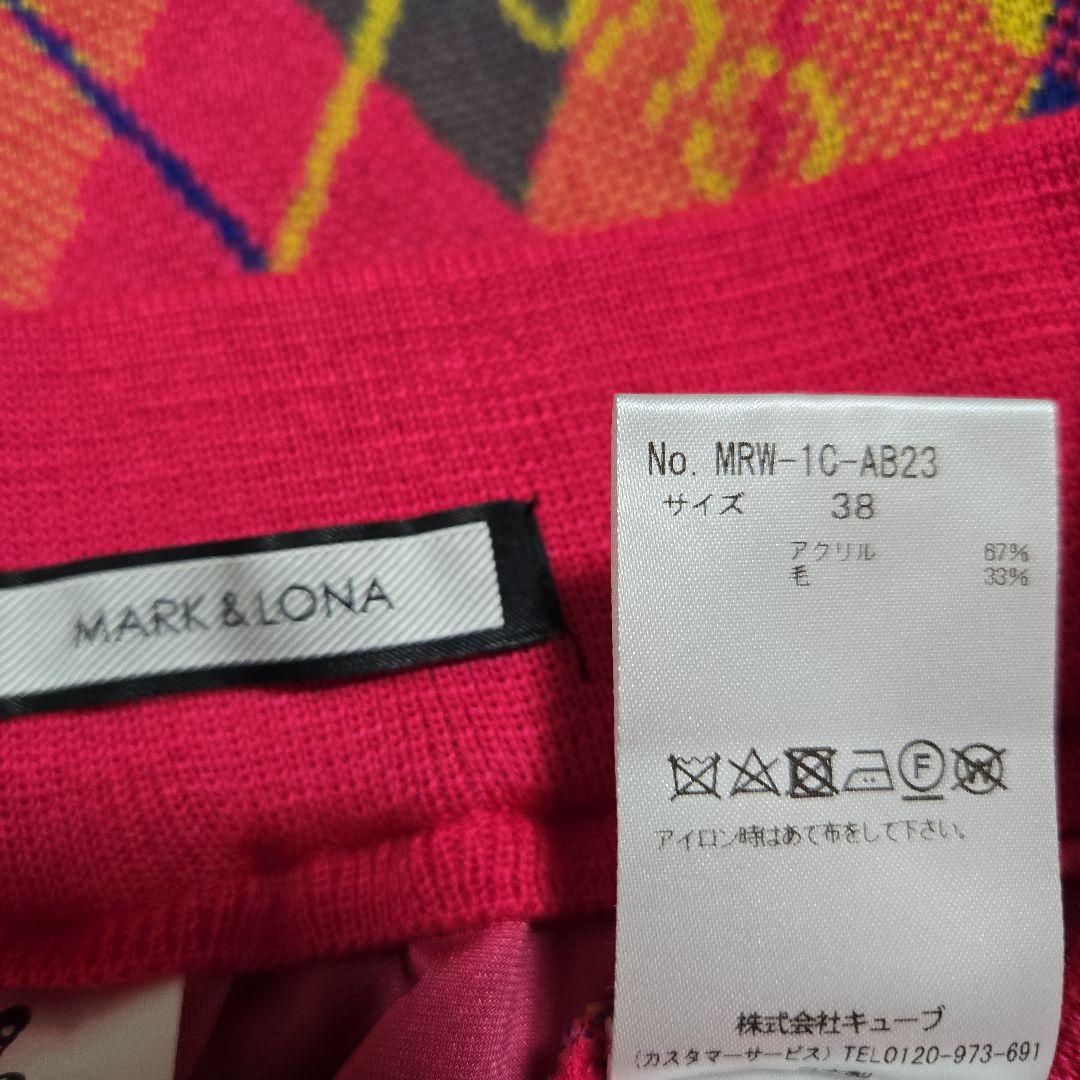 MARK & LONA
No. MRW-1C-AB23
サイズ 38
アクリル 67%
毛 33%
F
W
アイロン時はあて布をして下さい。
株式会社キューブ
(カスタマーサービス) TEL0120-973-691